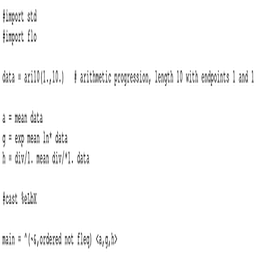 #import std
#import flo
data = ari10(1.,10.) # arithmetic progression, length 10 with endpoints 1 and 1
a = mean data
g = exp mean ln* data
h = div/1. mean div/*1. data
#cast %eLbX
main = ^(~&,ordered not fleq) <a,g,h>